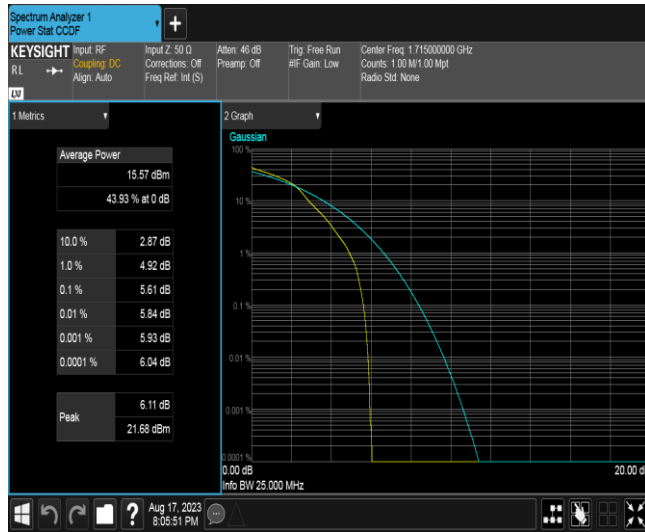 Spectrum Analyzer 1
Power Stat CCDF
+
KEYSIGHT
RL
Input: RF
Coupling: DC
Align: Auto
Input Z: 50 Ω
Corrections: Off
Freq Ref: Int (S)
Atten: 46 dB
Preamp: Off
Trig: Free Run
#IF Gain: Low
Center Freq: 1.715000000 GHz
Counts: 1.00 M/1.00 Mpt
Radio Std: None
1 Metrics
Average Power
15.57 dBm
43.93 % at 0 dB
10.0 % 2.87 dB
1.0 % 4.92 dB
0.1 % 5.61 dB
0.01 % 5.84 dB
0.001 % 5.93 dB
0.0001 % 6.04 dB
Peak
6.11 dB
21.68 dBm
2 Graph
Gaussian
100 %
10 %
1 %
0.1 %
0.01 %
0.001 %
0.0001 %
0.00 dB
20.00 d
Info BW 25.000 MHz
?
Aug 17, 2023
8:05:51 PM